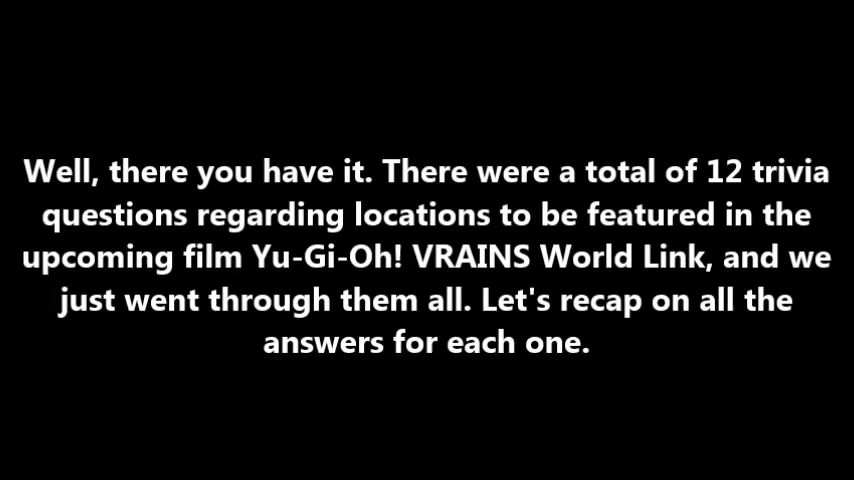 Well, there you have it. There were a total of 12 trivia
questions regarding locations to be featured in the
upcoming film Yu-Gi-Oh! VRAINS World Link, and we
just went through them all. Let's recap on all the
answers for each one.